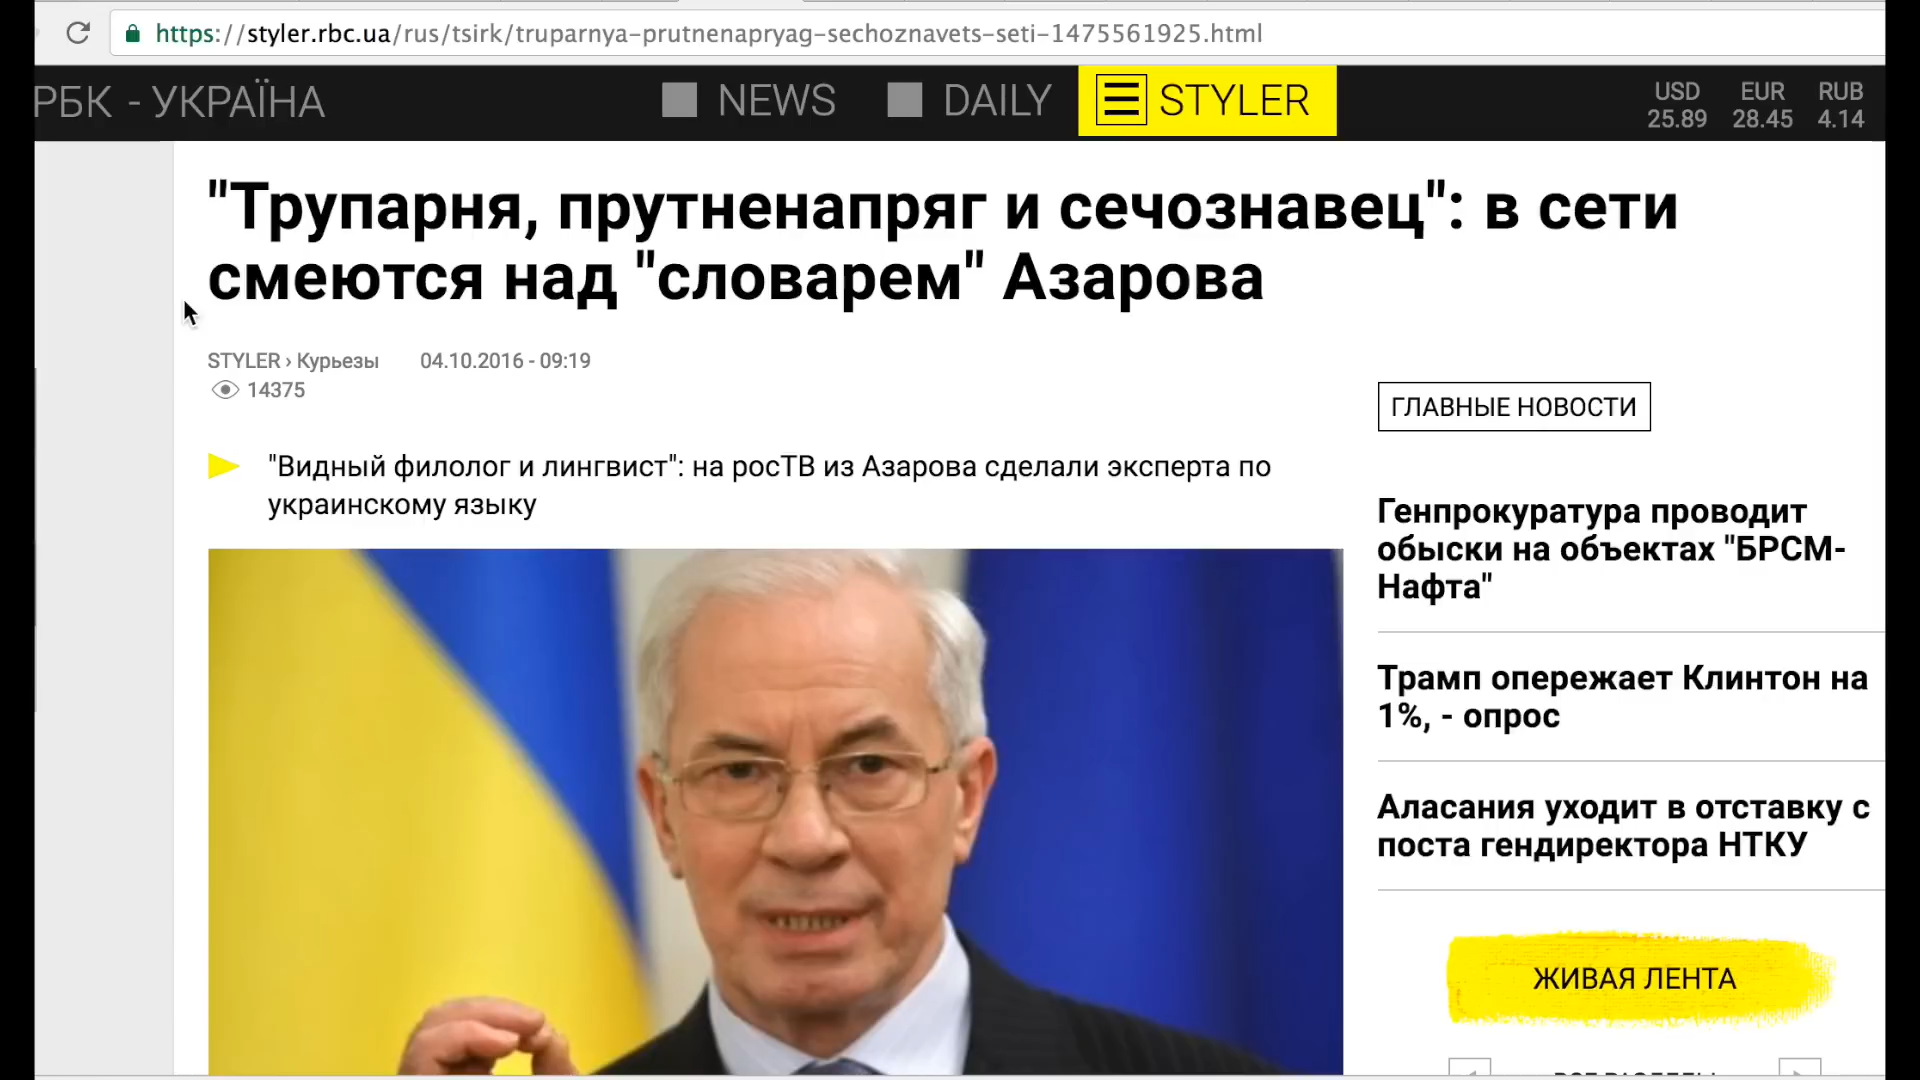 https://styler.rbc.ua/rus/tsirk/truparnya-prutnenapryag-sechoznavets-seti-1475561925.html
РБК - УКРАЇНА
NEWS
DAILY
STYLER
USD EUR RUB
25.89 28.45 4.14
"Трупарня, прутненапряг и сечознавец": в сети
смеются над "словарем" Азарова
STYLER › Курьезы 04.10.2016 - 09:19
14375
"Видный филолог и лингвист": на росТВ из Азарова сделали эксперта по
украинскому языку
ГЛАВНЫЕ НОВОСТИ
Генпрокуратура проводит
обыски на объектах "БРСМ-
Нафта"
Трамп опережает Клинтон на
1%, - опрос
Аласания уходит в отставку с
поста гендиректора НТКУ
ЖИВАЯ ЛЕНТА